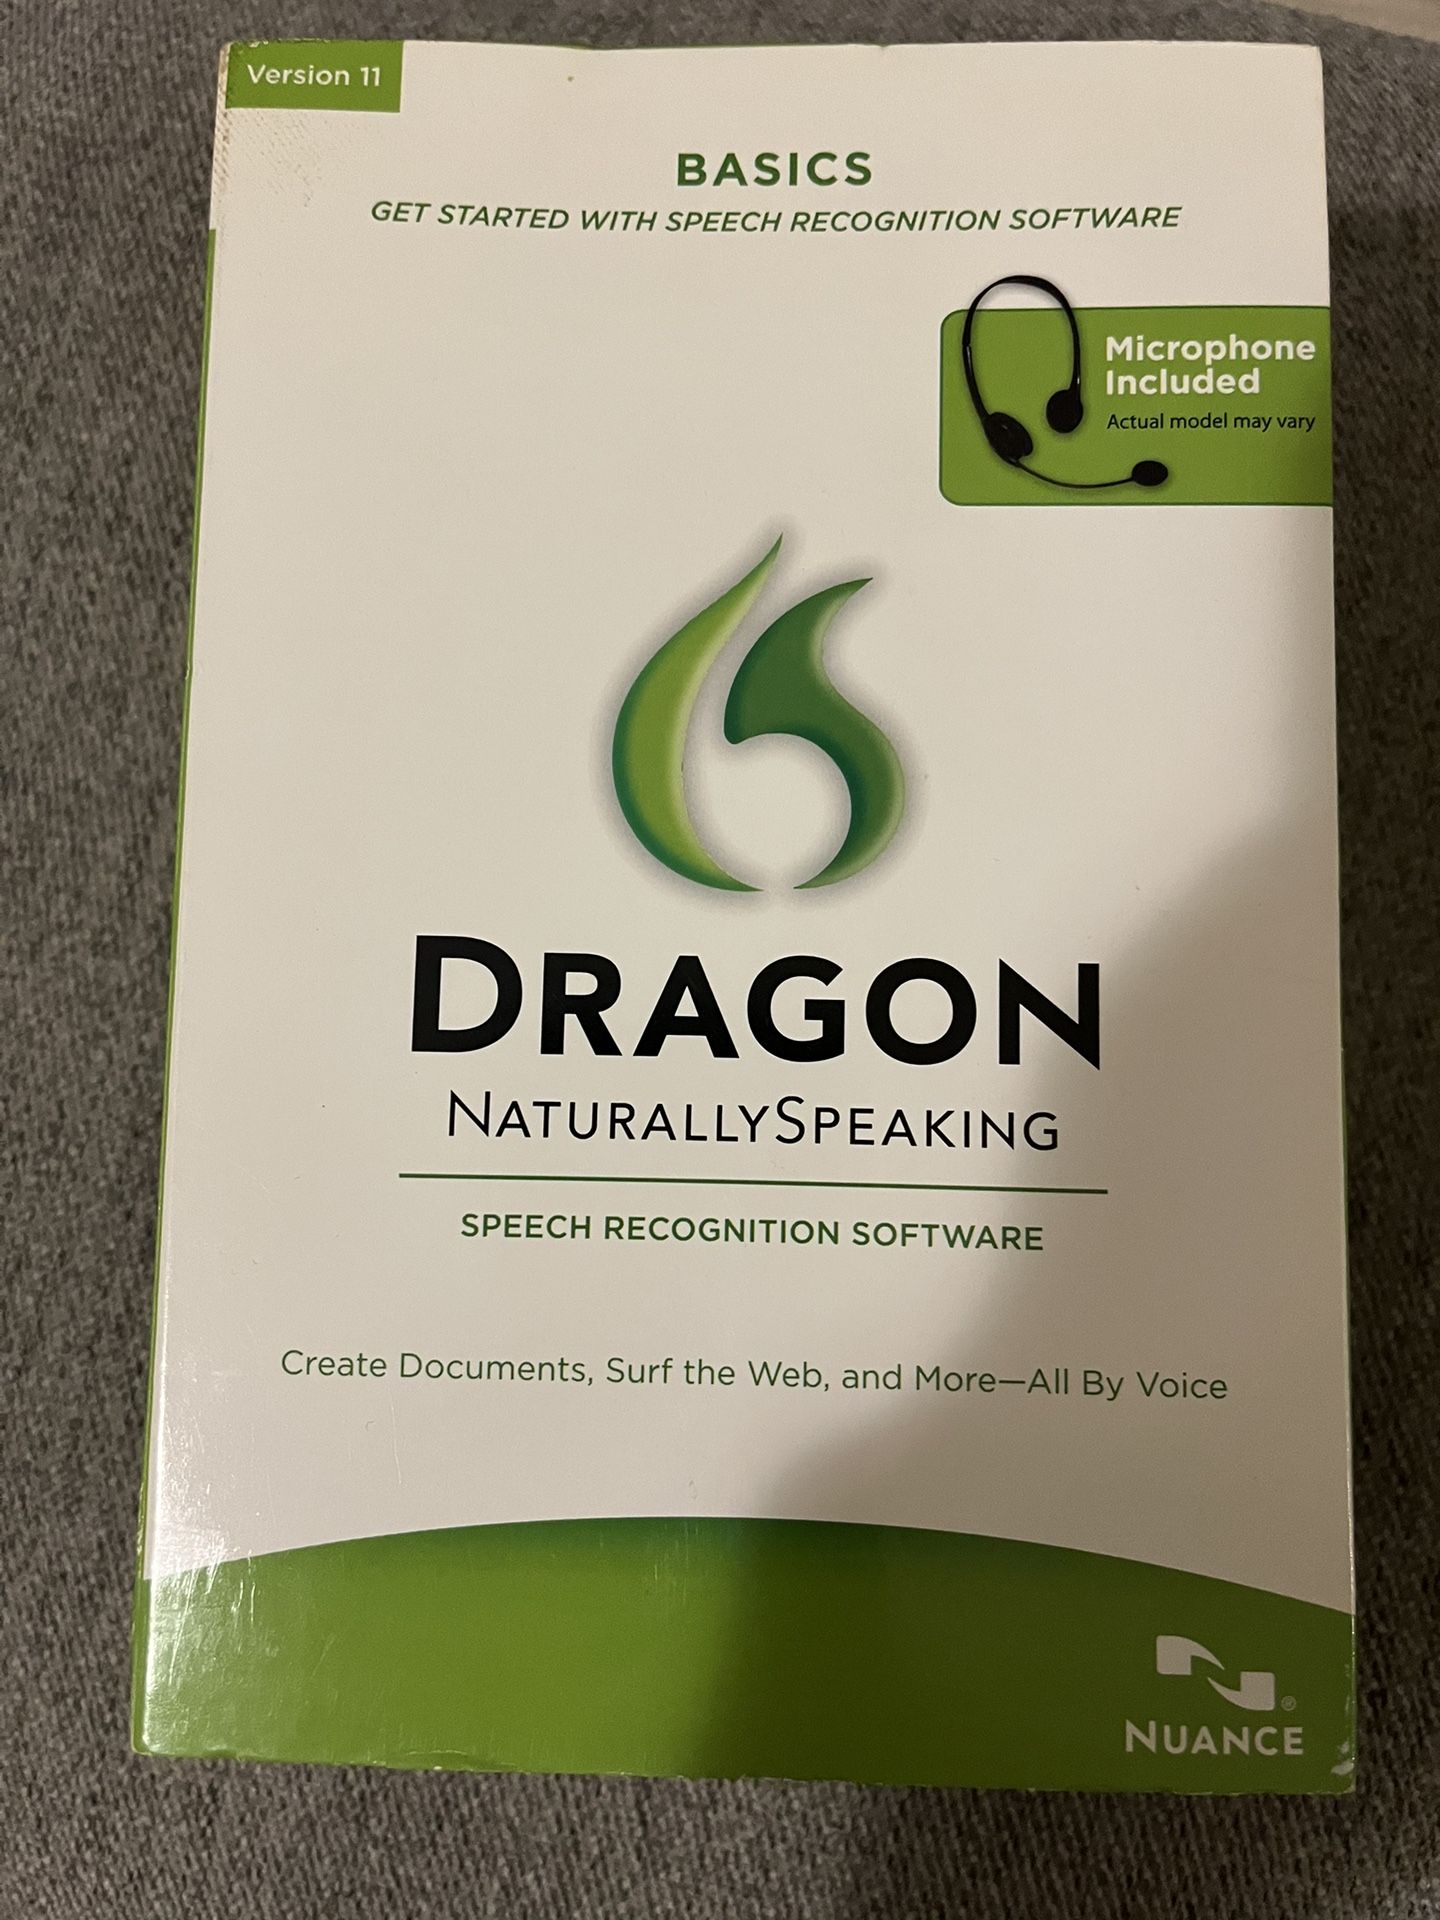 Version 11
BASICS
GET STARTED WITH SPEECH RECOGNITION SOFTWARE
Microphone
Included
Actual model may vary
DRAGON
NATURALLYSPEAKING
SPEECH RECOGNITION SOFTWARE
Create Documents, Surf the Web, and More—All By Voice
®
NUANCE